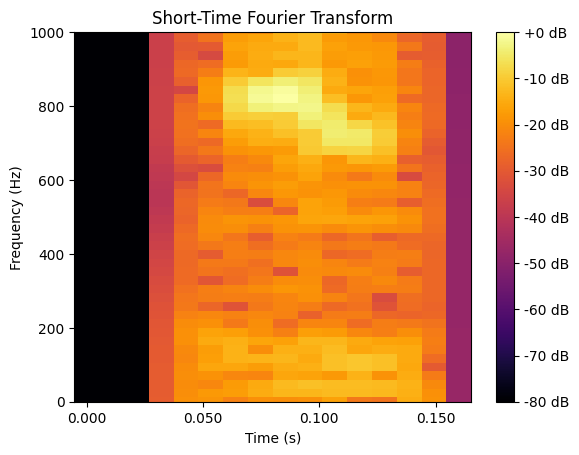 Short-Time Fourier Transform
Frequency (Hz)
1000
800
600
400
200
0
0.000
0.050
0.100
0.150
Time (s)
+0 dB
-10 dB
-20 dB
-30 dB
-40 dB
-50 dB
-60 dB
-70 dB
-80 dB